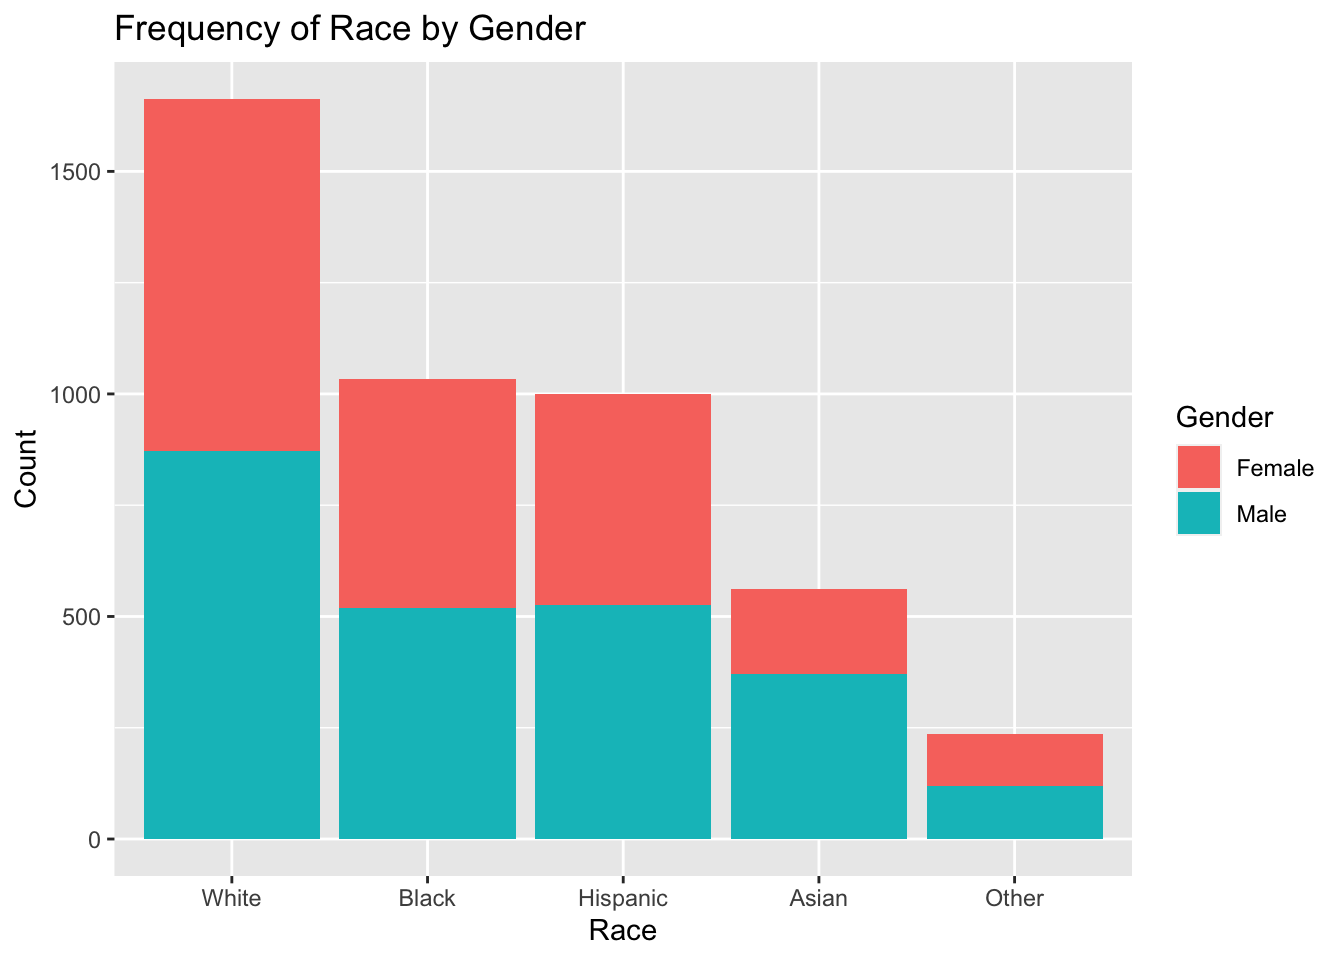 Frequency of Race by Gender
Count
1500
1000
500
0
White Black Hispanic Asian Other
Race
Gender
Female
Male